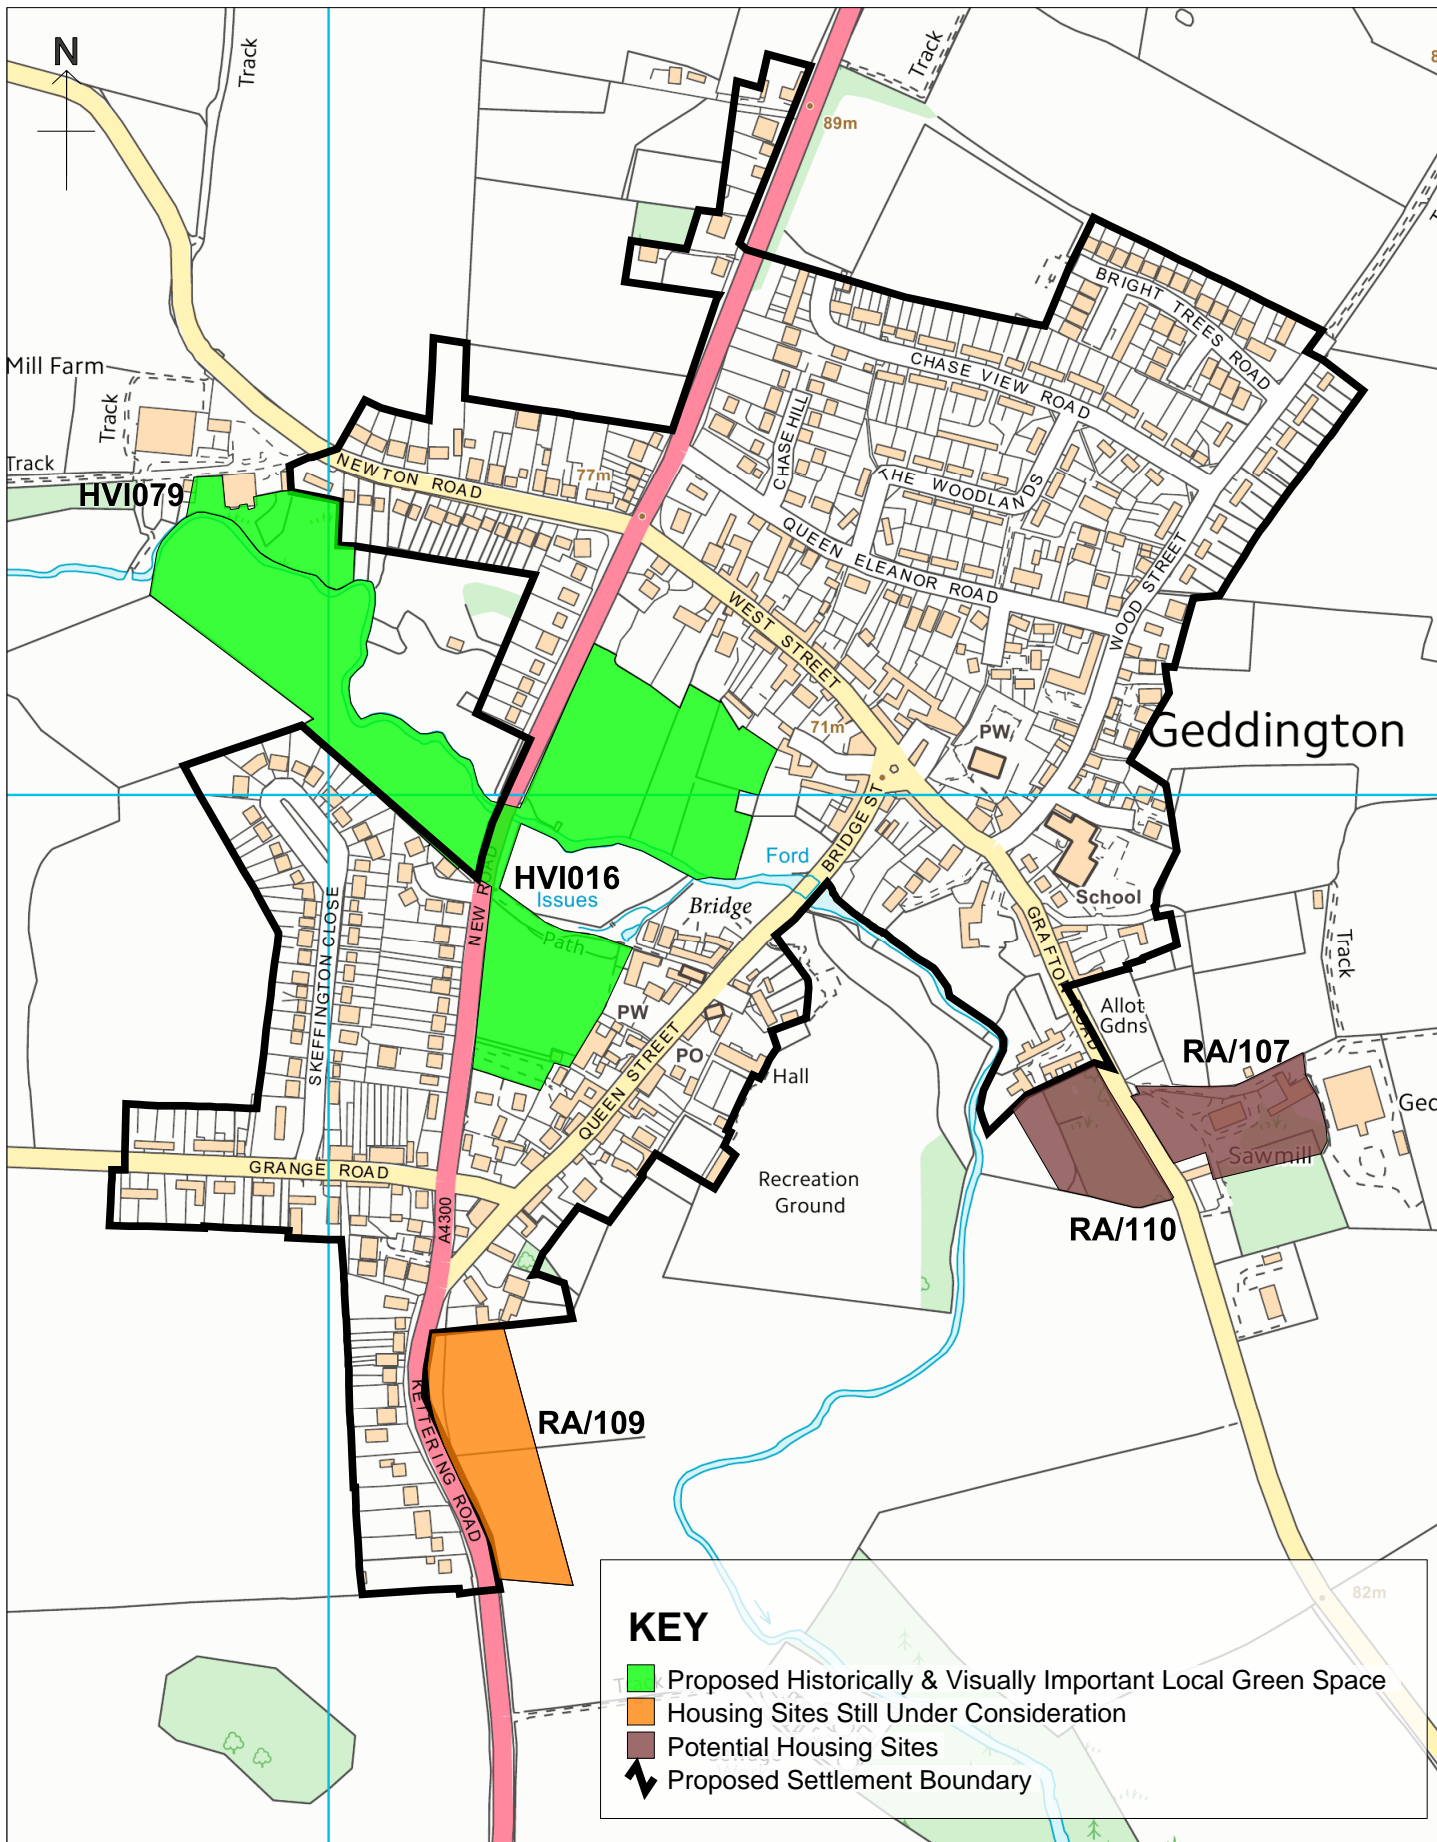 N
Track
Track
89m
BRIGHT TREES ROAD
Mill Farm
CHASE VIEW ROAD
Track
CHASE HILL
Track
NEWTON ROAD
77m
THE WOODLANDS
HVI079
QUEEN ELEANOR ROAD
WOOD STREET
WEST STREET
71m
PW
Geddington
BRIDGE ST
Ford
NEW ROAD
HVI016
Issues
Bridge
School
Path
SKEFFINGTON CLOSE
GRAFTON ROAD
Track
PW
Allot
Gdns
QUEEN STREET
PO
RA/107
Hall
Ged
Sawmill
GRANGE ROAD
Recreation
Ground
A4300
RA/110
RA/109
KETTERING ROAD
82m
KEY
Proposed Historically & Visually Important Local Green Space
Track
Housing Sites Still Under Consideration
Potential Housing Sites
Proposed Settlement Boundary